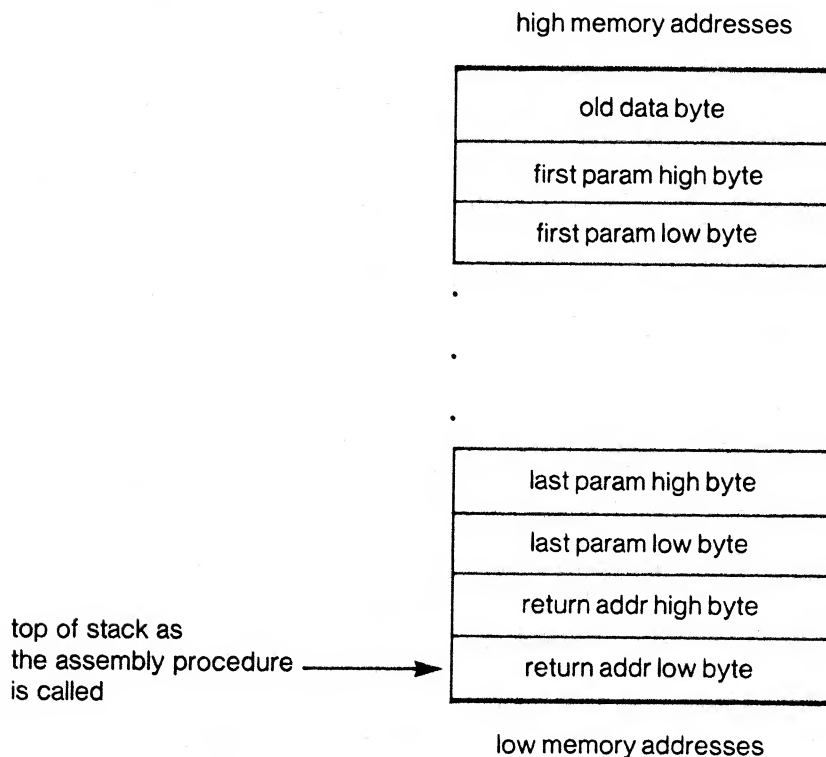 high memory addresses
old data byte
first param high byte
first param low byte
last param high byte
last param low byte
return addr high byte
top of stack as
the assembly procedure
is called
return addr low byte
low memory addresses